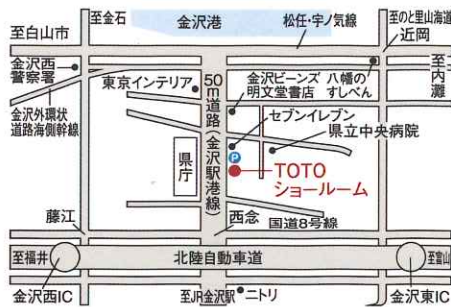 至金石
金沢港
松任・宇ノ気線
至のと里山海道
至白山市
近岡
金沢西
警察署
東京インテリア
50m道路(金沢駅港線)
金沢ビーンズ
明文堂書店
八幡の
すしべん
至内灘
金沢外環状
道路海側幹線
セブンイレブン
県立中央病院
県庁
P
TOTO
ショールーム
藤江
西念
国道8号線
至福井
北陸自動車道
至富山
金沢西IC
至JR金沢駅
ニトリ
金沢東IC